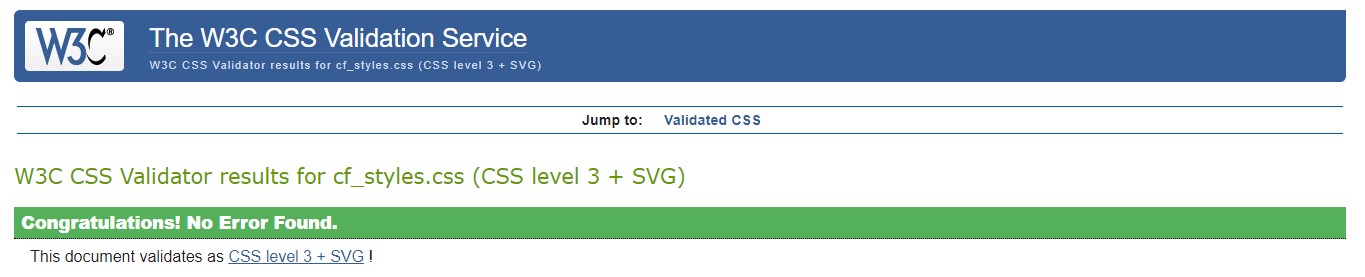 W3C®
The W3C CSS Validation Service
W3C CSS Validator results for cf_styles.css (CSS level 3 + SVG)
Jump to: Validated CSS
W3C CSS Validator results for cf_styles.css (CSS level 3 + SVG)
Congratulations! No Error Found.
This document validates as CSS level 3 + SVG !